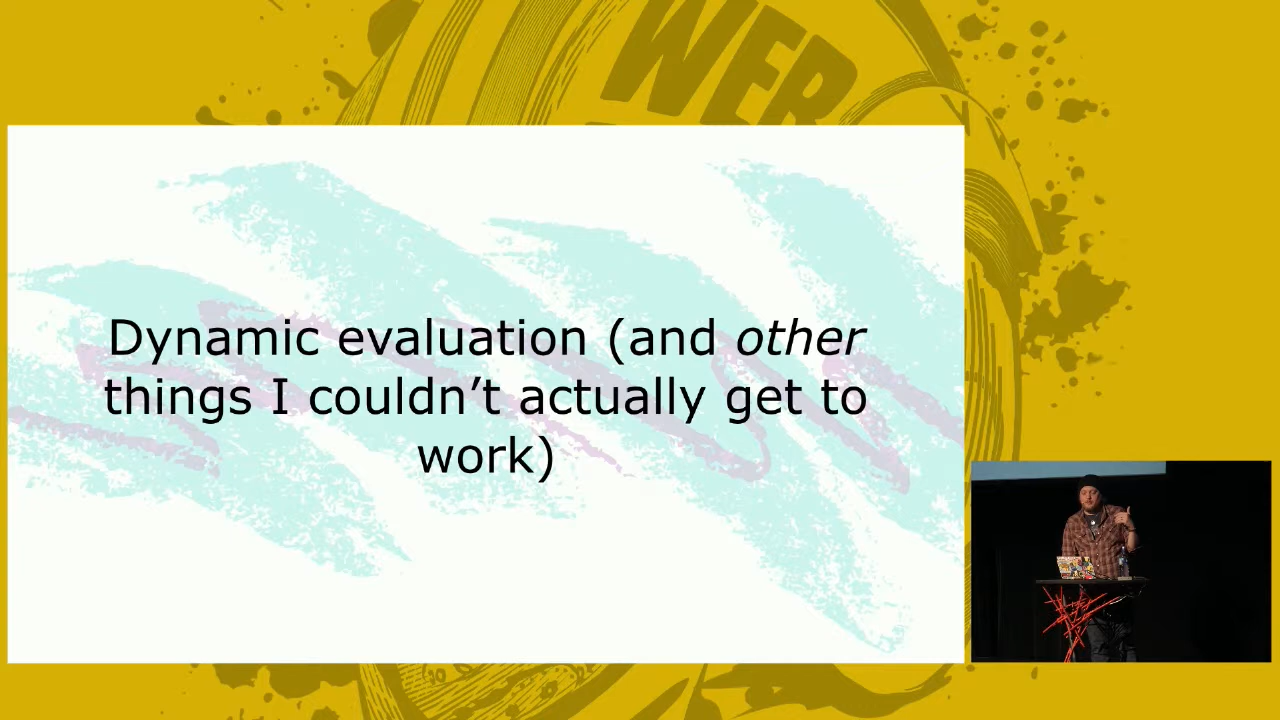 WEB
Dynamic evaluation (and other
things I couldn’t actually get to
work)